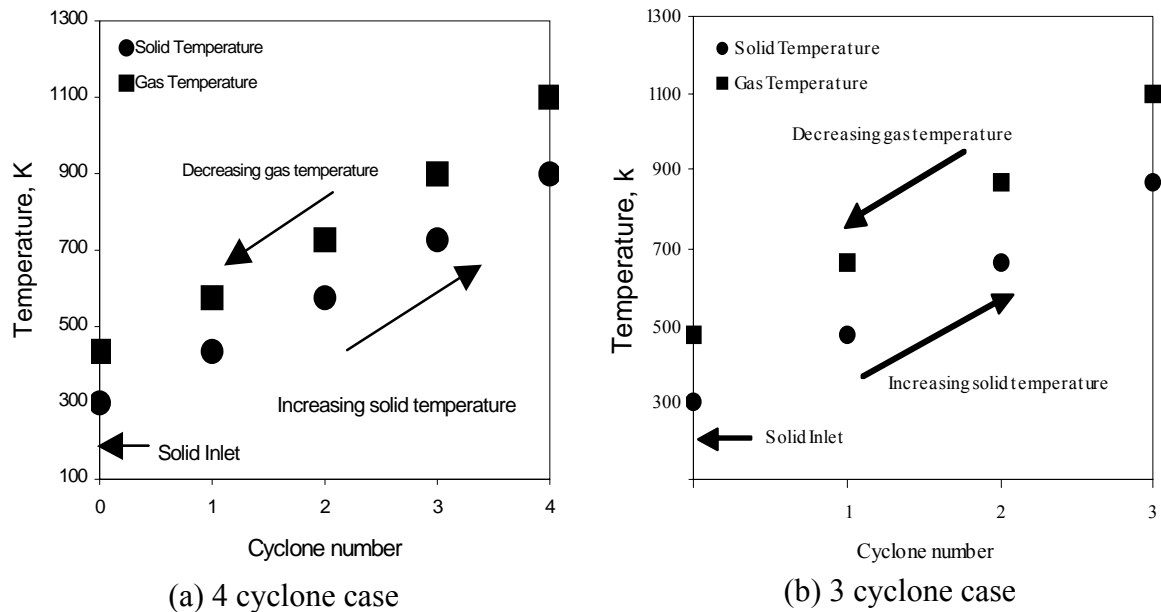 1300
1100
900
700
500
300
100
Temperature, K
Solid Temperature
Gas Temperature
Decreasing gas temperature
Increasing solid temperature
Solid Inlet
0 1 2 3 4
Cyclone number
(a) 4 cyclone case
1300
1100
900
700
500
300
Temperature, k
Solid Temperature
Gas Temperature
Decreasing gas temperature
Increasing solid temperature
Solid Inlet
1 2 3
Cyclone number
(b) 3 cyclone case